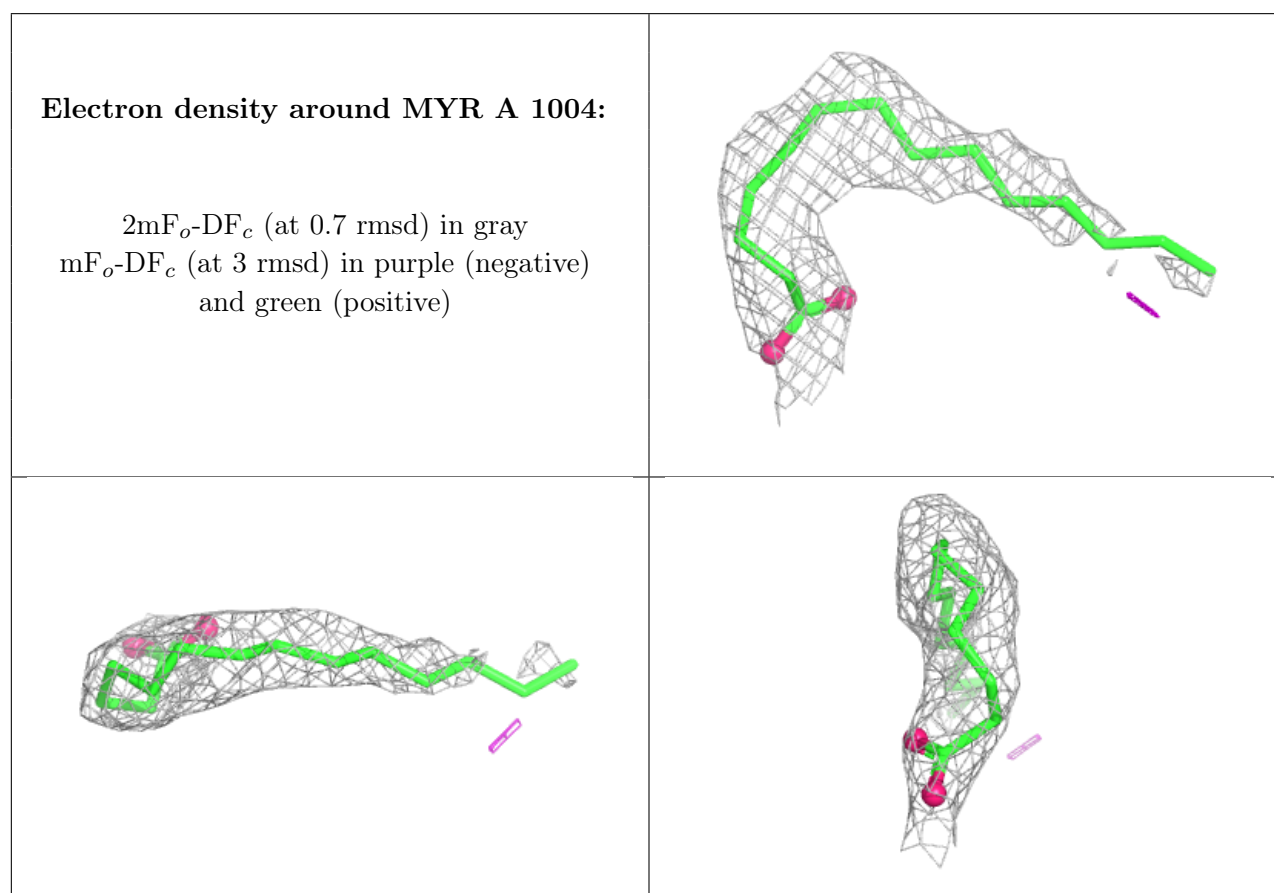 Electron density around MYR A 1004:
2mFₒ-DF𝒸 (at 0.7 rmsd) in gray
mFₒ-DF𝒸 (at 3 rmsd) in purple (negative)
and green (positive)